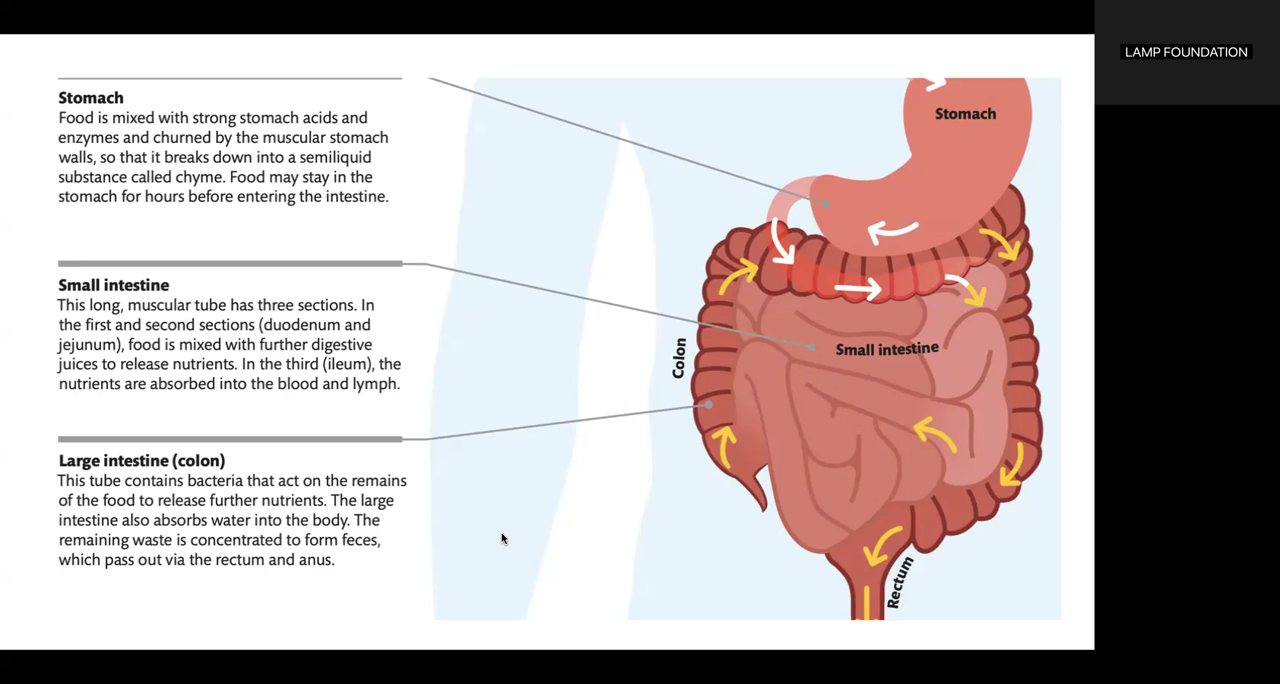 LAMP FOUNDATION
Stomach
Food is mixed with strong stomach acids and
enzymes and churned by the muscular stomach
walls, so that it breaks down into a semiliquid
substance called chyme. Food may stay in the
stomach for hours before entering the intestine.
Small intestine
This long, muscular tube has three sections. In
the first and second sections (duodenum and
jejunum), food is mixed with further digestive
juices to release nutrients. In the third (ileum), the
nutrients are absorbed into the blood and lymph.
Large intestine (colon)
This tube contains bacteria that act on the remains
of the food to release further nutrients. The large
intestine also absorbs water into the body. The
remaining waste is concentrated to form feces,
which pass out via the rectum and anus.
Stomach
Small intestine
Colon
Rectum